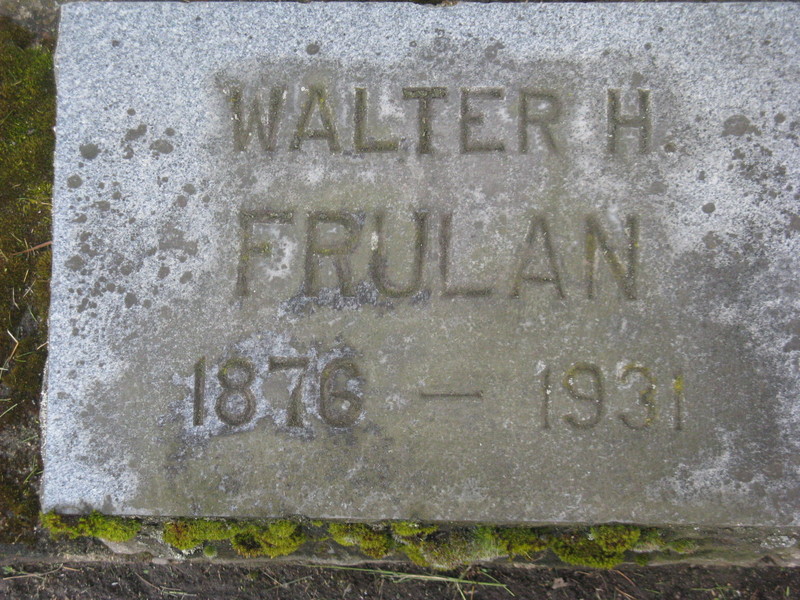 WALTER H.
FRULAN
1876 — 1931